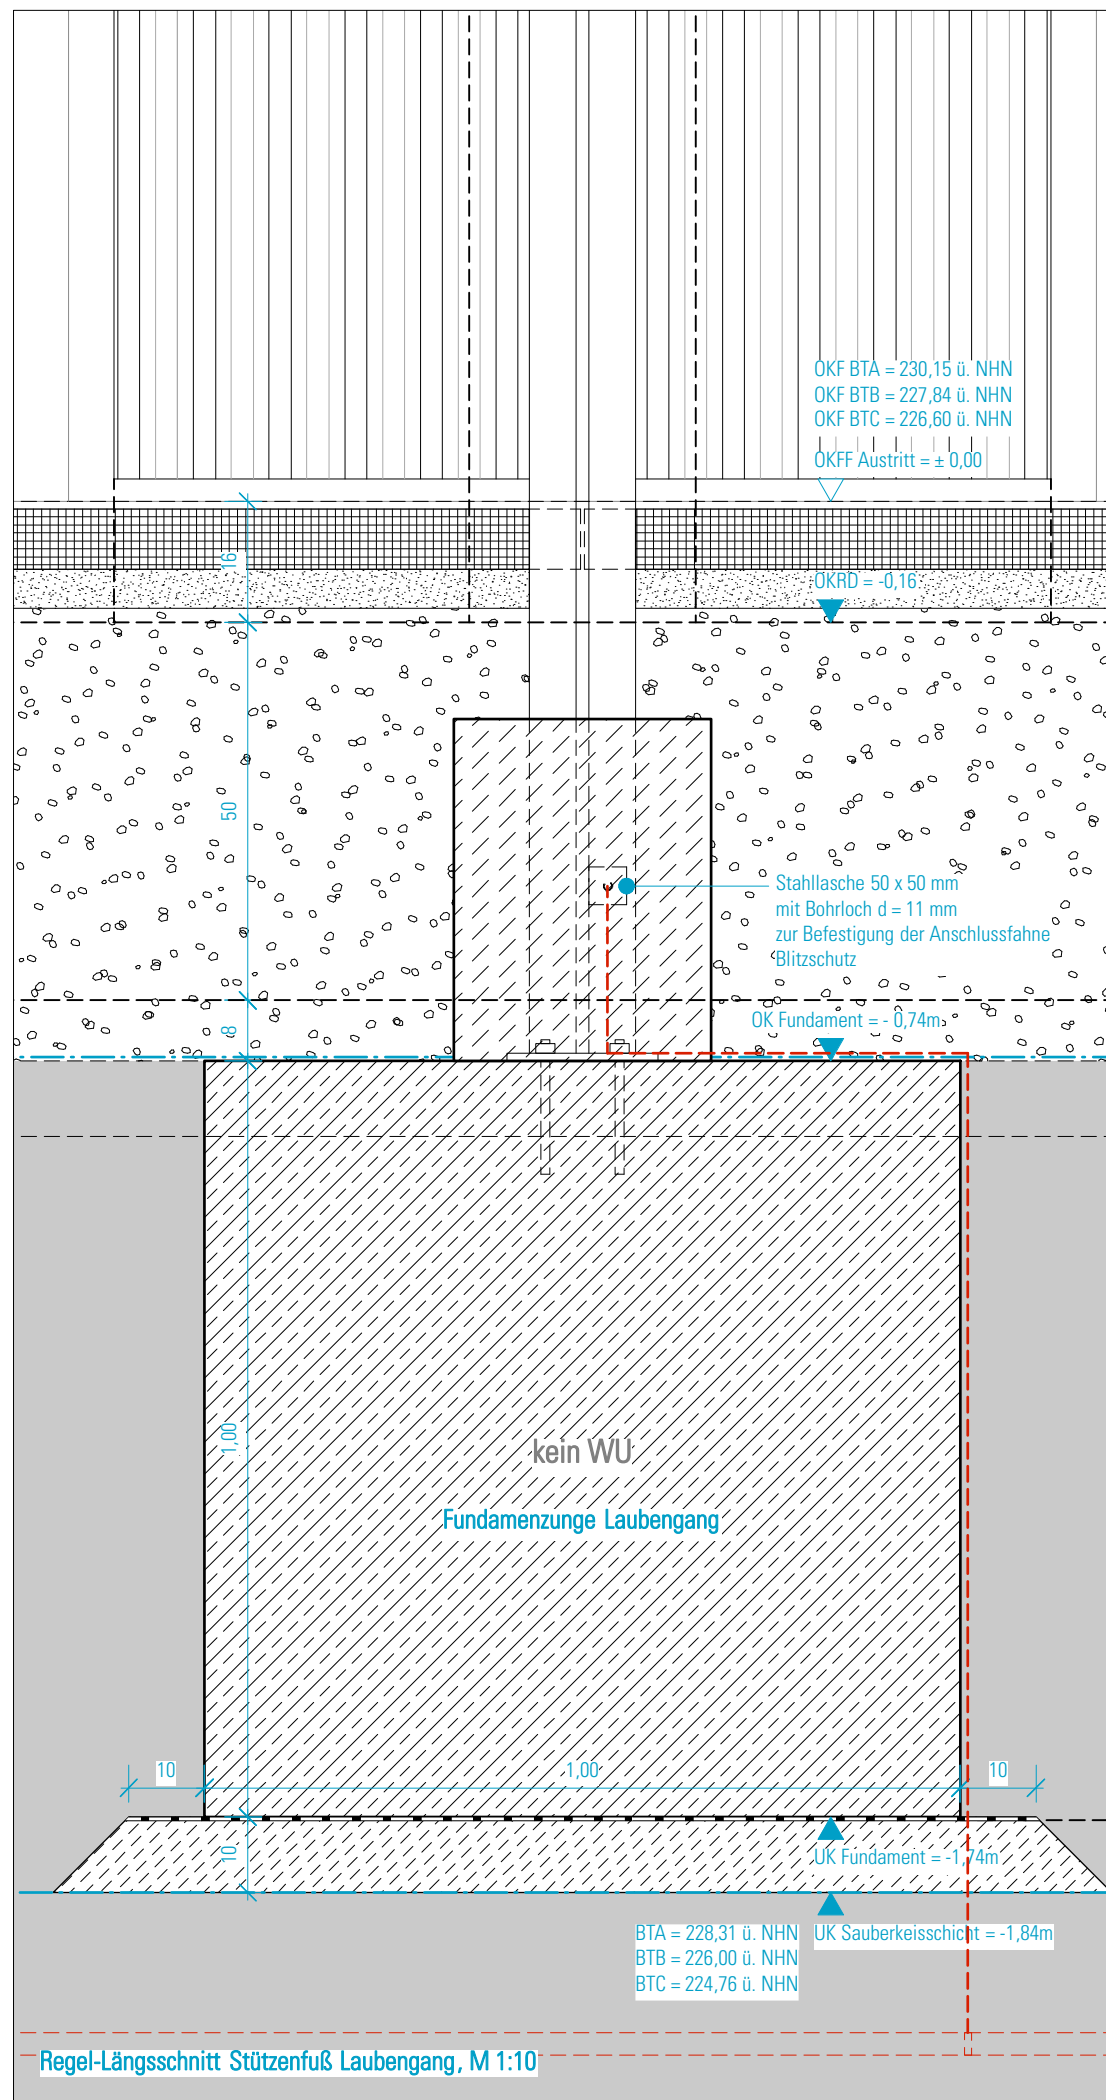 OKF BTA = 230,15 ü. NHN
OKF BTB = 227,84 ü. NHN
OKF BTC = 226,60 ü. NHN
OKFF Austritt = ± 0,00
16
OKRD = -0,16
50
Stahllasche 50 x 50 mm
mit Bohrloch d = 11 mm
zur Befestigung der Anschlussfahne
Blitzschutz
8
OK Fundament = - 0,74m
1,00
kein WU
Fundamenzunge Laubengang
10
1,00
10
10
UK Fundament = -1,74m
BTA = 228,31 ü. NHN
BTB = 226,00 ü. NHN
BTC = 224,76 ü. NHN
UK Sauberkeisschicht = -1,84m
Regel-Längsschnitt Stützenfuß Laubengang, M 1:10